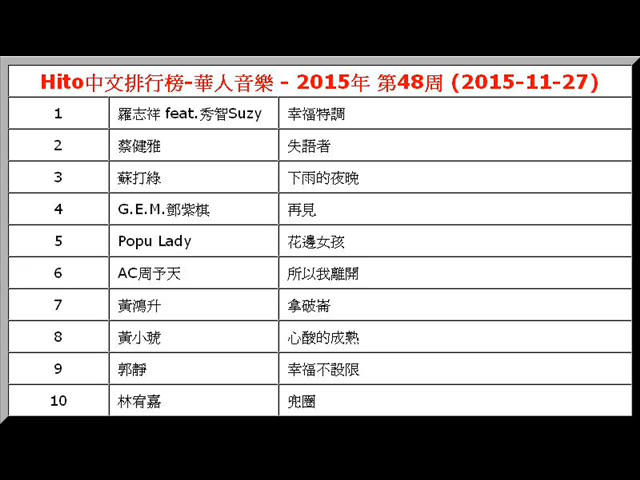 Hito中文排行榜-華人音樂 - 2015年 第48周 (2015-11-27)
1 羅志祥 feat.秀智Suzy 幸福特調
2 蔡健雅 失語者
3 蘇打綠 下雨的夜晚
4 G.E.M.鄧紫棋 再見
5 Popu Lady 花邊女孩
6 AC周予天 所以我離開
7 黃鴻升 拿破崙
8 黃小琥 心酸的成熟
9 郭靜 幸福不設限
10 林宥嘉 兜圈